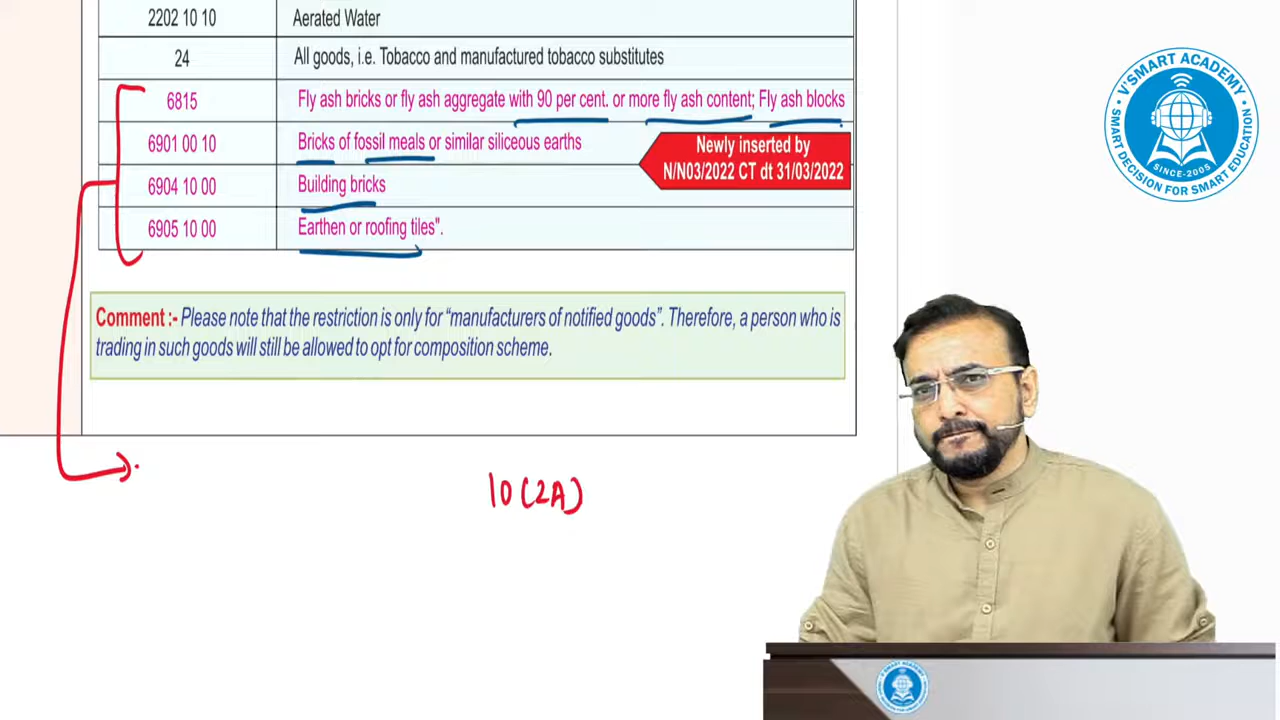 2202 10 10 Aerated Water
24 All goods, i.e. Tobacco and manufactured tobacco substitutes
6815 Fly ash bricks or fly ash aggregate with 90 per cent. or more fly ash content; Fly ash blocks
6901 00 10 Bricks of fossil meals or similar siliceous earths
Newly inserted by
N/N03/2022 CT dt 31/03/2022
6904 10 00 Building bricks
6905 10 00 Earthen or roofing tiles".
Comment :- Please note that the restriction is only for "manufacturers of notified goods". Therefore, a person who is
trading in such goods will still be allowed to opt for composition scheme.
10(2A)
V'SMART ACADEMY
SINCE-2005
SMART DECISION FOR SMART EDUCATION